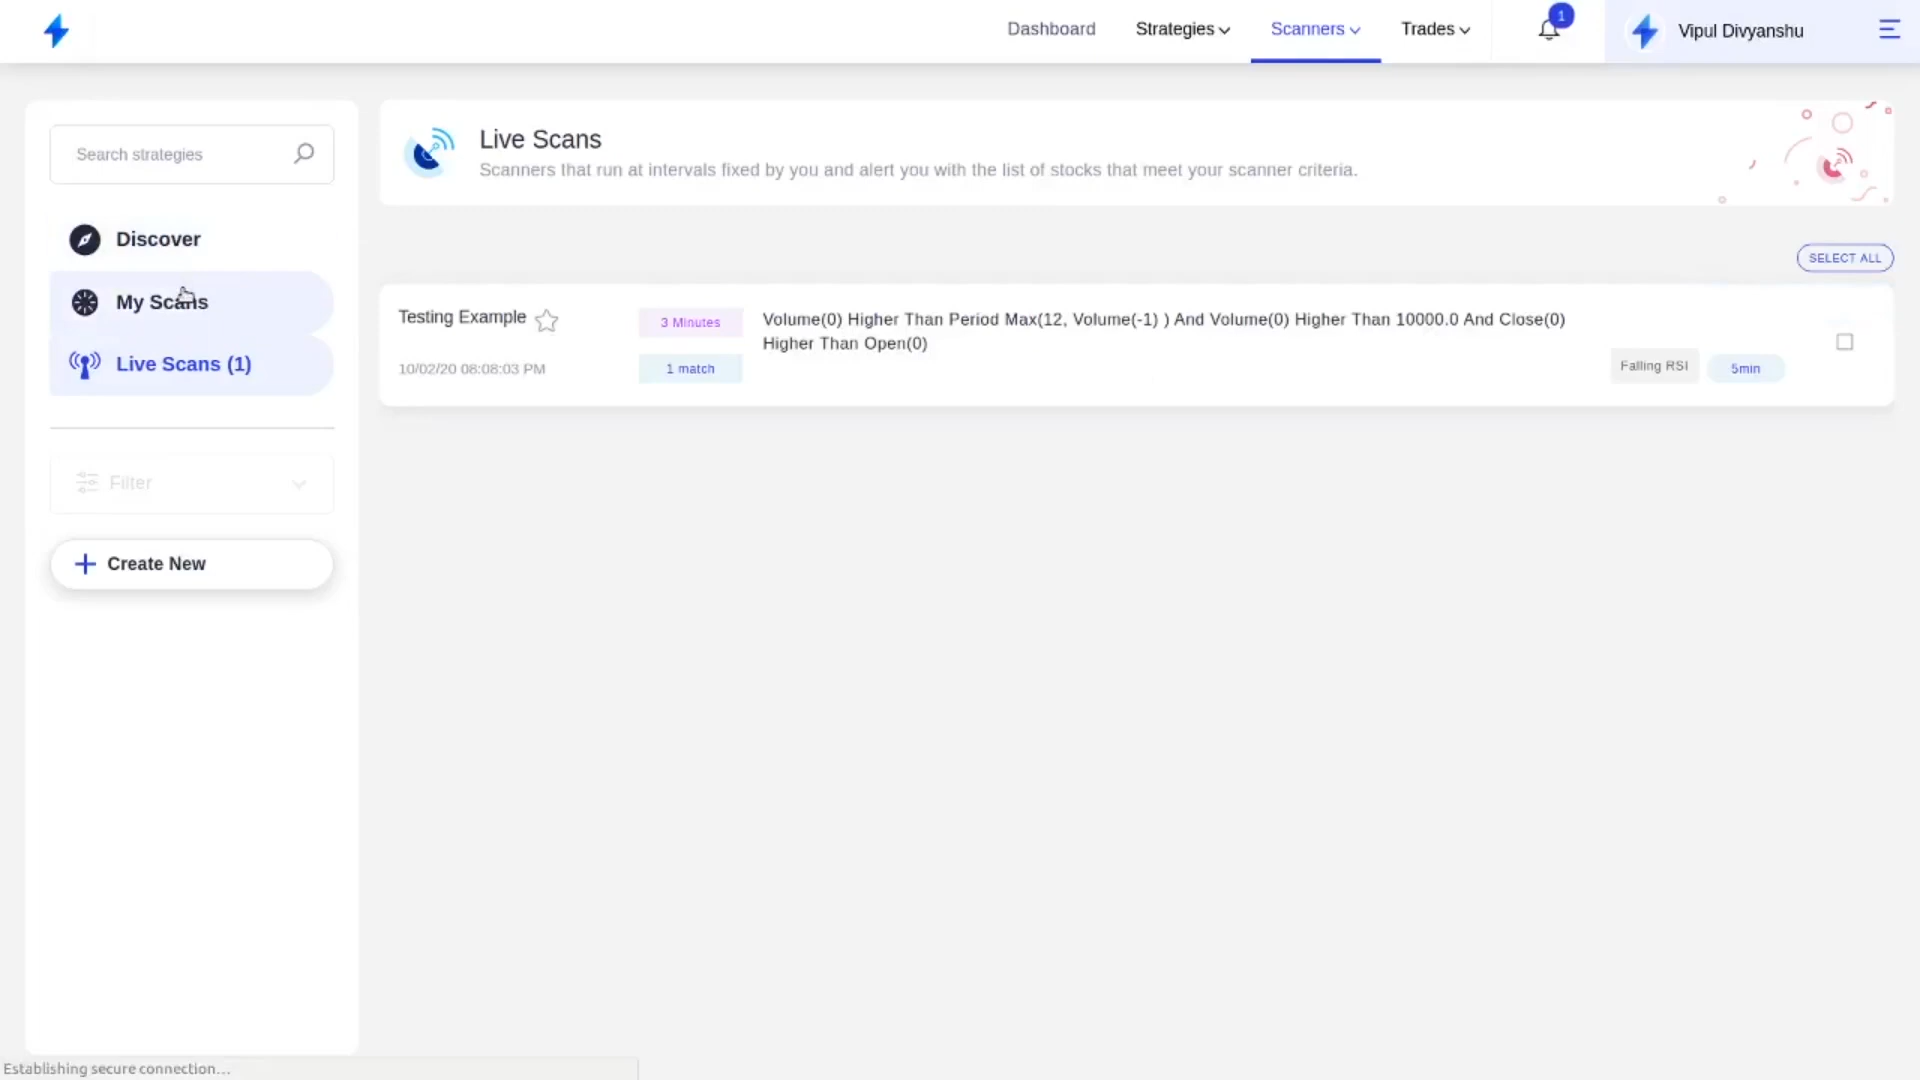 Dashboard
Strategies
Scanners
Trades
1
Vipul Divyanshu
Search strategies
Discover
My Scans
Live Scans (1)
Filter
Create New
Live Scans
Scanners that run at intervals fixed by you and alert you with the list of stocks that meet your scanner criteria.
SELECT ALL
Testing Example
10/02/20 08:08:03 PM
3 Minutes
1 match
Volume(0) Higher Than Period Max(12, Volume(-1) ) And Volume(0) Higher Than 10000.0 And Close(0)
Higher Than Open(0)
Falling RSI
5min
Establishing secure connection...